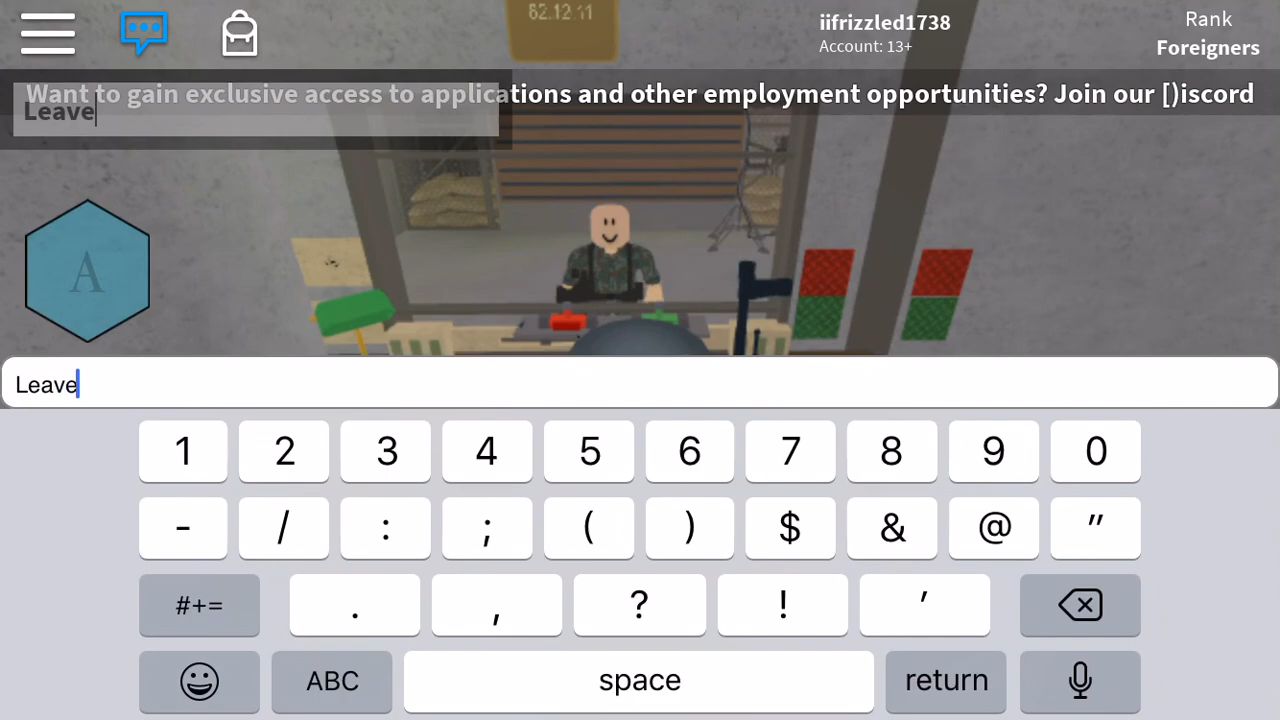 62.12.11
iifrizzled1738
Account: 13+
Rank
Foreigners
Want to gain exclusive access to applications and other employment opportunities? Join our [)iscord
Leave
A
Leave
1 2 3 4 5 6 7 8 9 0
- / : ; ( ) $ & @ "
#+= . , ? ! '
ABC space return